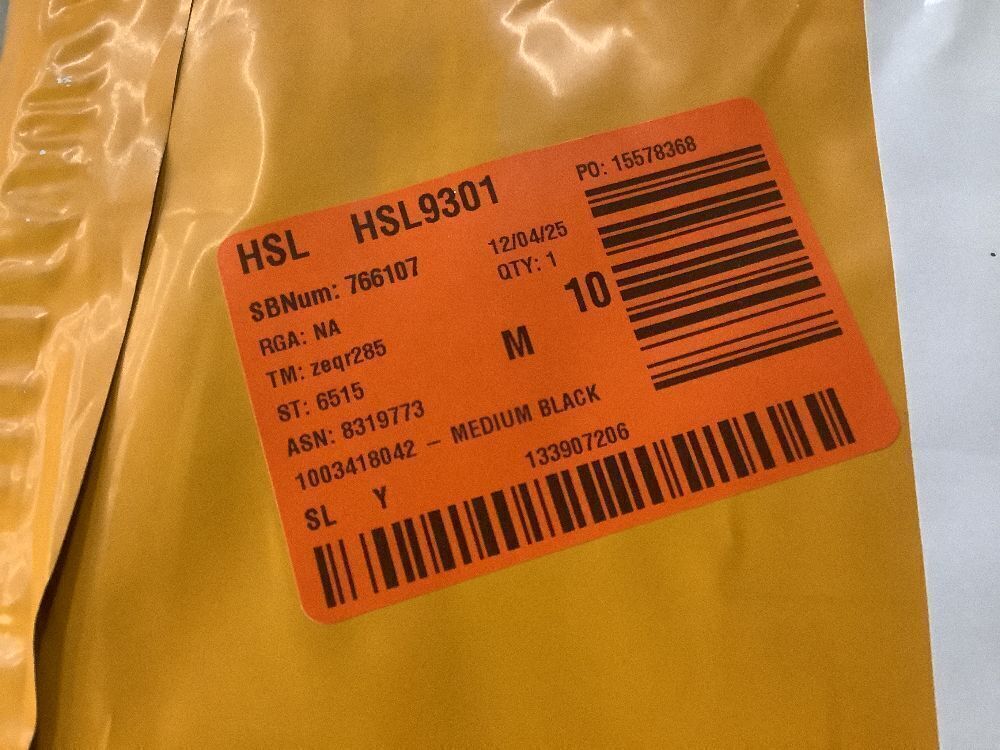 HSL HSL9301
PO: 15578368
SBNum: 766107
12/04/25
RGA: NA
QTY: 1
TM: zeqr285
M 10
ST: 6515
ASN: 8319773
1003418042 – MEDIUM BLACK
SL Y 133907206